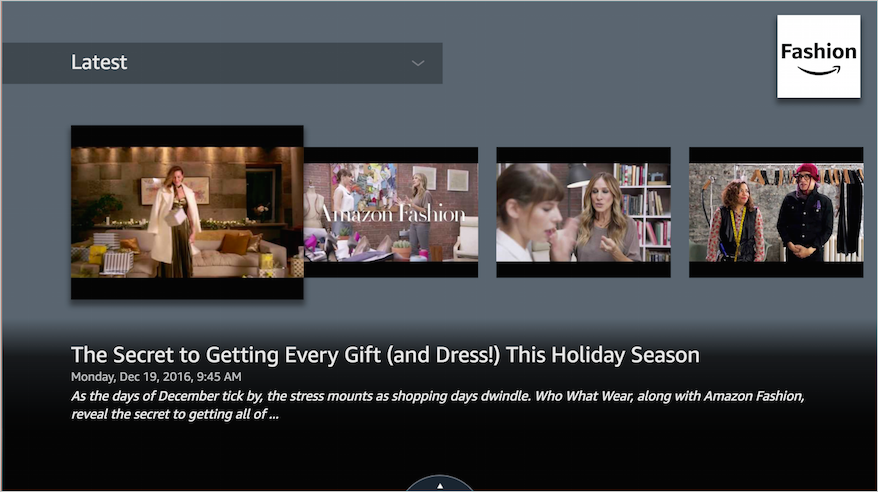 Latest
Fashion
Amazon Fashion
The Secret to Getting Every Gift (and Dress!) This Holiday Season
Monday, Dec 19, 2016, 9:45 AM
As the days of December tick by, the stress mounts as shopping days dwindle. Who What Wear, along with Amazon Fashion,
reveal the secret to getting all of ...